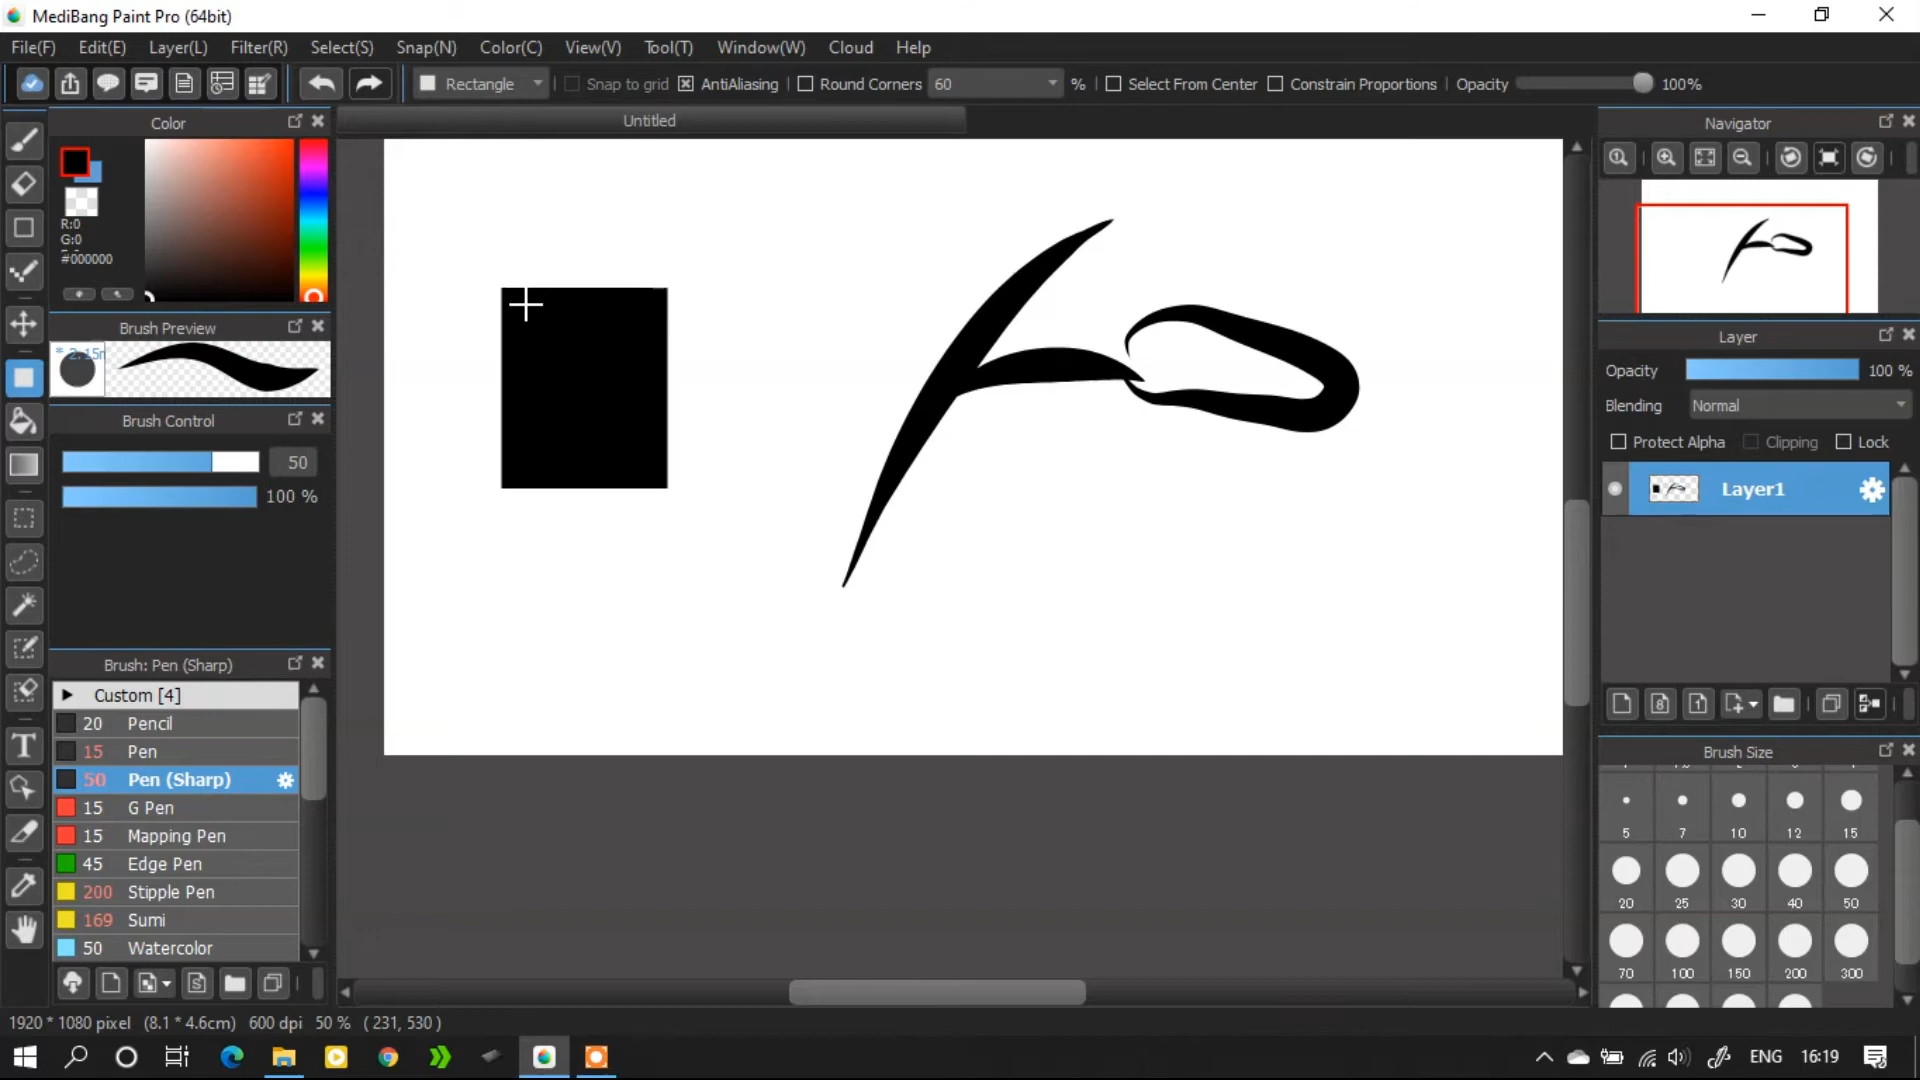 MediBang Paint Pro (64bit)
File(F) Edit(E) Layer(L) Filter(R) Select(S) Snap(N) Color(C) View(V) Tool(T) Window(W) Cloud Help
Rectangle Snap to grid AntiAliasing Round Corners 60 % Select From Center Constrain Proportions Opacity 100%
Color
Untitled
Navigator
R:0
G:0
#000000
Brush Preview
* 2.15m
Brush Control
50
100 %
Layer
Opacity 100 %
Blending Normal
Protect Alpha Clipping Lock
Layer1
Brush: Pen (Sharp)
Custom [4]
20 Pencil
15 Pen
50 Pen (Sharp)
15 G Pen
15 Mapping Pen
45 Edge Pen
200 Stipple Pen
169 Sumi
50 Watercolor
Brush Size
5 7 10 12 15
20 25 30 40 50
70 100 150 200 300
1920 * 1080 pixel (8.1 * 4.6cm) 600 dpi 50 % ( 231, 530 )
ENG 16:19